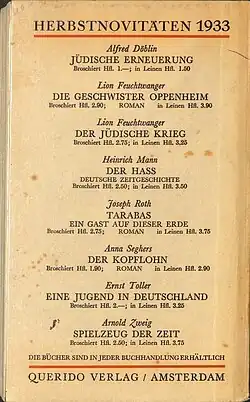 HERBSTNOVITÄTEN 1933
Alfred Döblin
JÜDISCHE ERNEUERUNG
Broschiert Hfl. 1.—; in Leinen Hfl. 1.50
Lion Feuchtwanger
DIE GESCHWISTER OPPENHEIM
Broschiert Hfl. 2.90; ROMAN in Leinen Hfl. 3.90
Lion Feuchtwanger
DER JÜDISCHE KRIEG
Broschiert Hfl. 2.75; in Leinen Hfl. 3.25
Heinrich Mann
DER HASS
DEUTSCHE ZEITGESCHICHTE
Broschiert Hfl. 2.50; in Leinen Hfl. 3.50
Joseph Roth
TARABAS
EIN GAST AUF DIESER ERDE
Broschiert Hfl. 2.75; ROMAN in Leinen Hfl. 3.75
Anna Seghers
DER KOPFLOHN
Broschiert Hfl. 1.90; ROMAN in Leinen Hfl. 2.90
Ernst Toller
EINE JUGEND IN DEUTSCHLAND
Broschiert Hfl. 2.—; in Leinen Hfl. 3.25
Arnold Zweig
SPIELZEUG DER ZEIT
Broschiert Hfl. 2.50; in Leinen Hfl. 3.75
DIE BÜCHER SIND IN JEDER BUCHHANDLUNG ERHÄLTLICH
QUERIDO VERLAG / AMSTERDAM